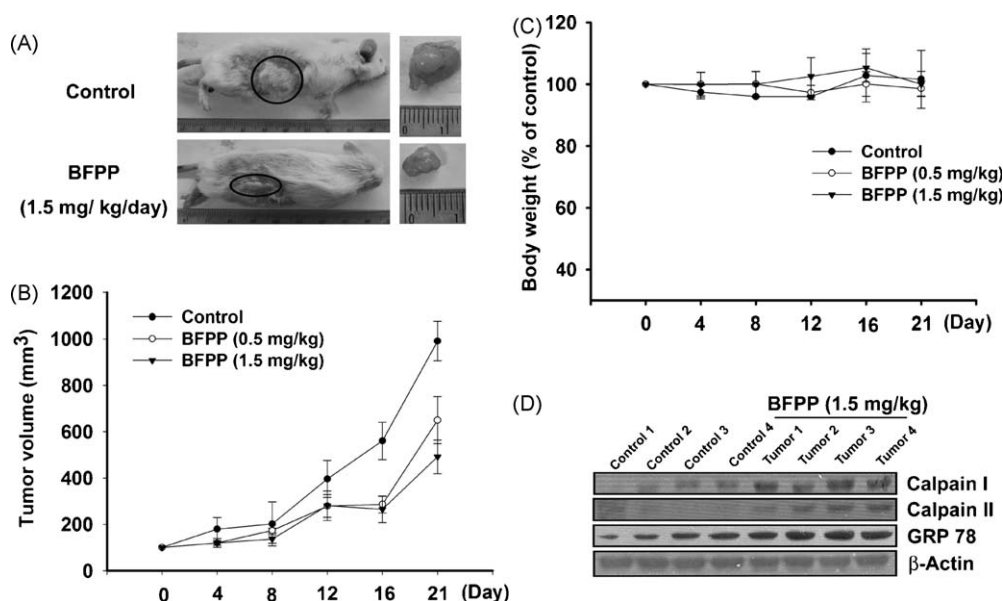 (A)
Control
BFPP
(1.5 mg/ kg/day)
0 1
0 1
(B)
1200
1000
800
600
400
200
0
Tumor volume (mm3)
Control
BFPP (0.5 mg/kg)
BFPP (1.5 mg/kg)
0 4 8 12 16 21 (Day)
(C)
120
100
80
60
40
Body weight (% of control)
Control
BFPP (0.5 mg/kg)
BFPP (1.5 mg/kg)
0 4 8 12 16 21 (Day)
(D)
BFPP (1.5 mg/kg)
Control 1 Control 2 Control 3 Control 4 Tumor 1 Tumor 2 Tumor 3 Tumor 4
Calpain I
Calpain II
GRP 78
β-Actin